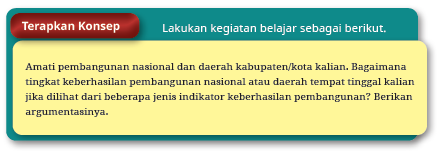 Terapkan Konsep
Lakukan kegiatan belajar sebagai berikut.
Amati pembangunan nasional dan daerah kabupaten/kota kalian. Bagaimana
tingkat keberhasilan pembangunan nasional atau daerah tempat tinggal kalian
jika dilihat dari beberapa jenis indikator keberhasilan pembangunan? Berikan
argumentasinya.